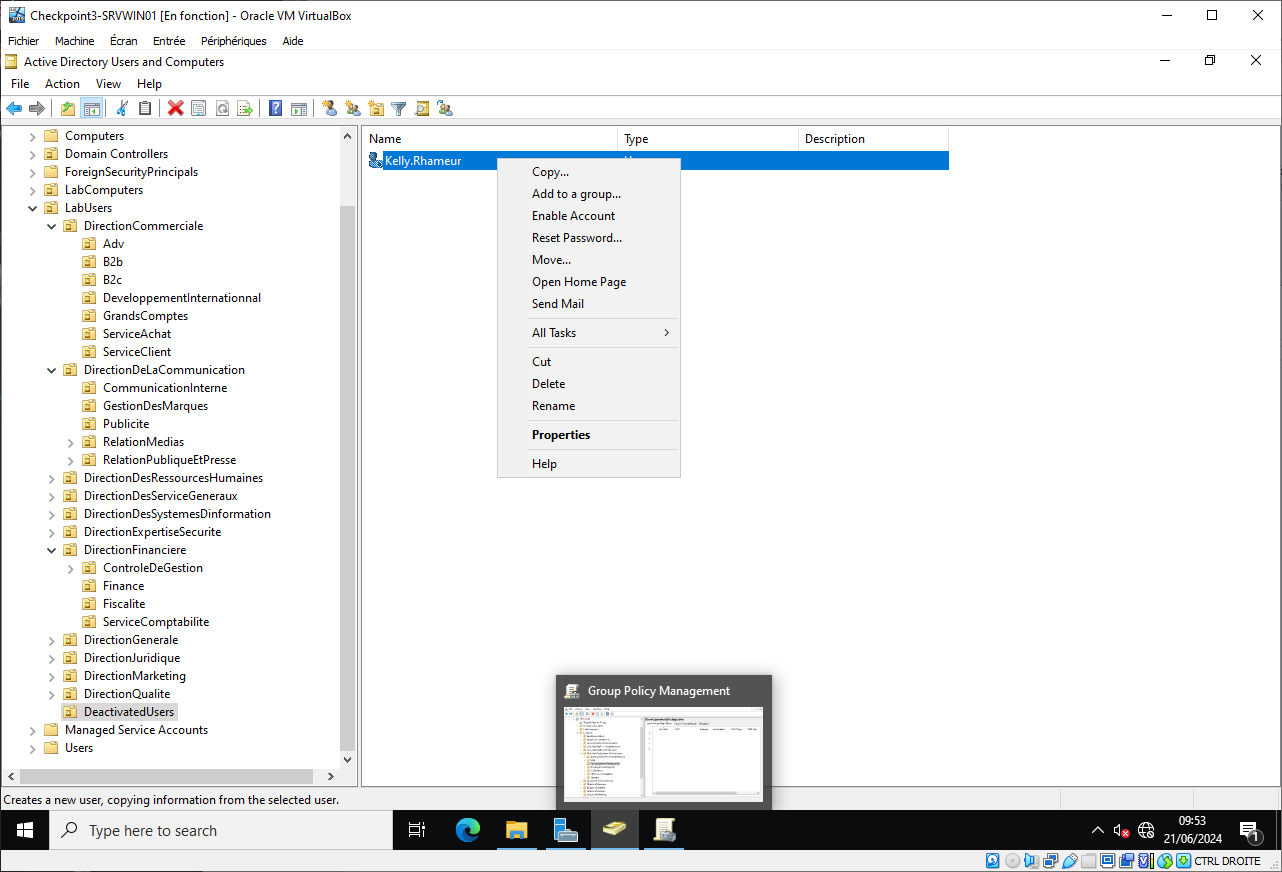 Checkpoint3-SRVWIN01 [En fonction] - Oracle VM VirtualBox
Fichier Machine Écran Entrée Périphériques Aide
Active Directory Users and Computers
File Action View Help
Name Type Description
Computers
Domain Controllers
ForeignSecurityPrincipals
LabComputers
LabUsers
DirectionCommerciale
Adv
B2b
B2c
DeveloppementInternationnal
GrandsComptes
ServiceAchat
ServiceClient
DirectionDeLaCommunication
CommunicationInterne
GestionDesMarques
Publicite
RelationMedias
RelationPubliqueEtPresse
DirectionDesRessourcesHumaines
DirectionDesServiceGeneraux
DirectionDesSystemesDinformation
DirectionExpertiseSecurite
DirectionFinanciere
ControleDeGestion
Finance
Fiscalite
ServiceComptabilite
DirectionGenerale
DirectionJuridique
DirectionMarketing
DirectionQualite
DeactivatedUsers
Managed Service Accounts
Users
Kelly.Rhameur
Copy...
Add to a group...
Enable Account
Reset Password...
Move...
Open Home Page
Send Mail
All Tasks
Cut
Delete
Rename
Properties
Help
Group Policy Management
Creates a new user, copying information from the selected user.
Type here to search
09:53
21/06/2024
1
CTRL DROITE